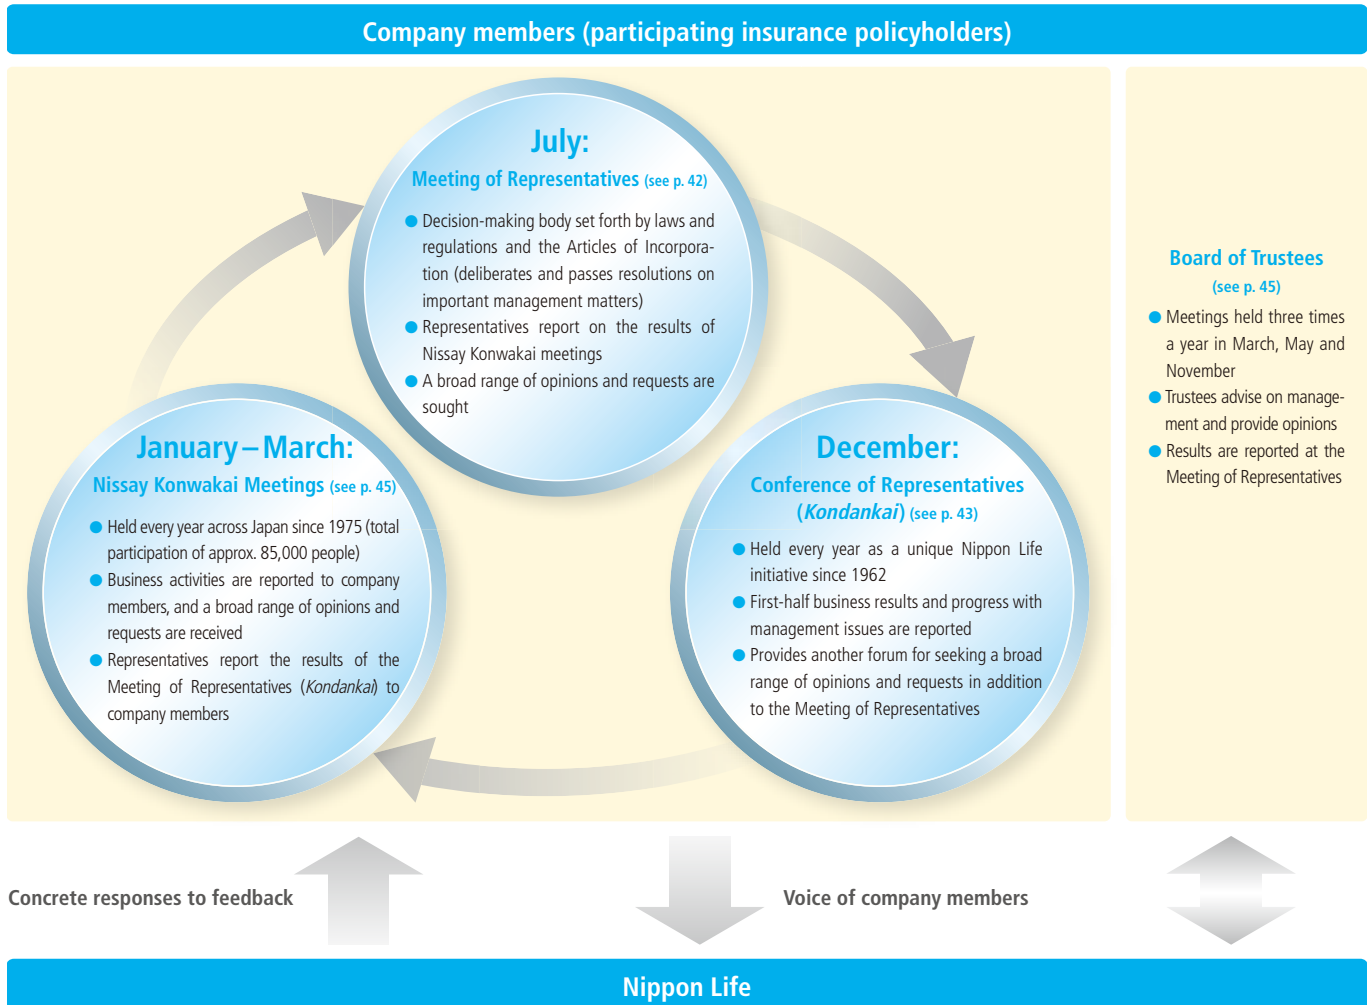 Company members (participating insurance policyholders)
July:
Meeting of Representatives (see p. 42)
● Decision-making body set forth by laws and
regulations and the Articles of Incorpora-
tion (deliberates and passes resolutions on
important management matters)
● Representatives report on the results of
Nissay Konwakai meetings
● A broad range of opinions and requests are
sought
January–March:
Nissay Konwakai Meetings (see p. 45)
● Held every year across Japan since 1975 (total
participation of approx. 85,000 people)
● Business activities are reported to company
members, and a broad range of opinions and
requests are received
● Representatives report the results of the
Meeting of Representatives (Kondankai) to
company members
December:
Conference of Representatives
(Kondankai) (see p. 43)
● Held every year as a unique Nippon Life
initiative since 1962
● First-half business results and progress with
management issues are reported
● Provides another forum for seeking a broad
range of opinions and requests in addition
to the Meeting of Representatives
Board of Trustees
(see p. 45)
● Meetings held three times
a year in March, May and
November
● Trustees advise on manage-
ment and provide opinions
● Results are reported at the
Meeting of Representatives
Concrete responses to feedback
Voice of company members
Nippon Life